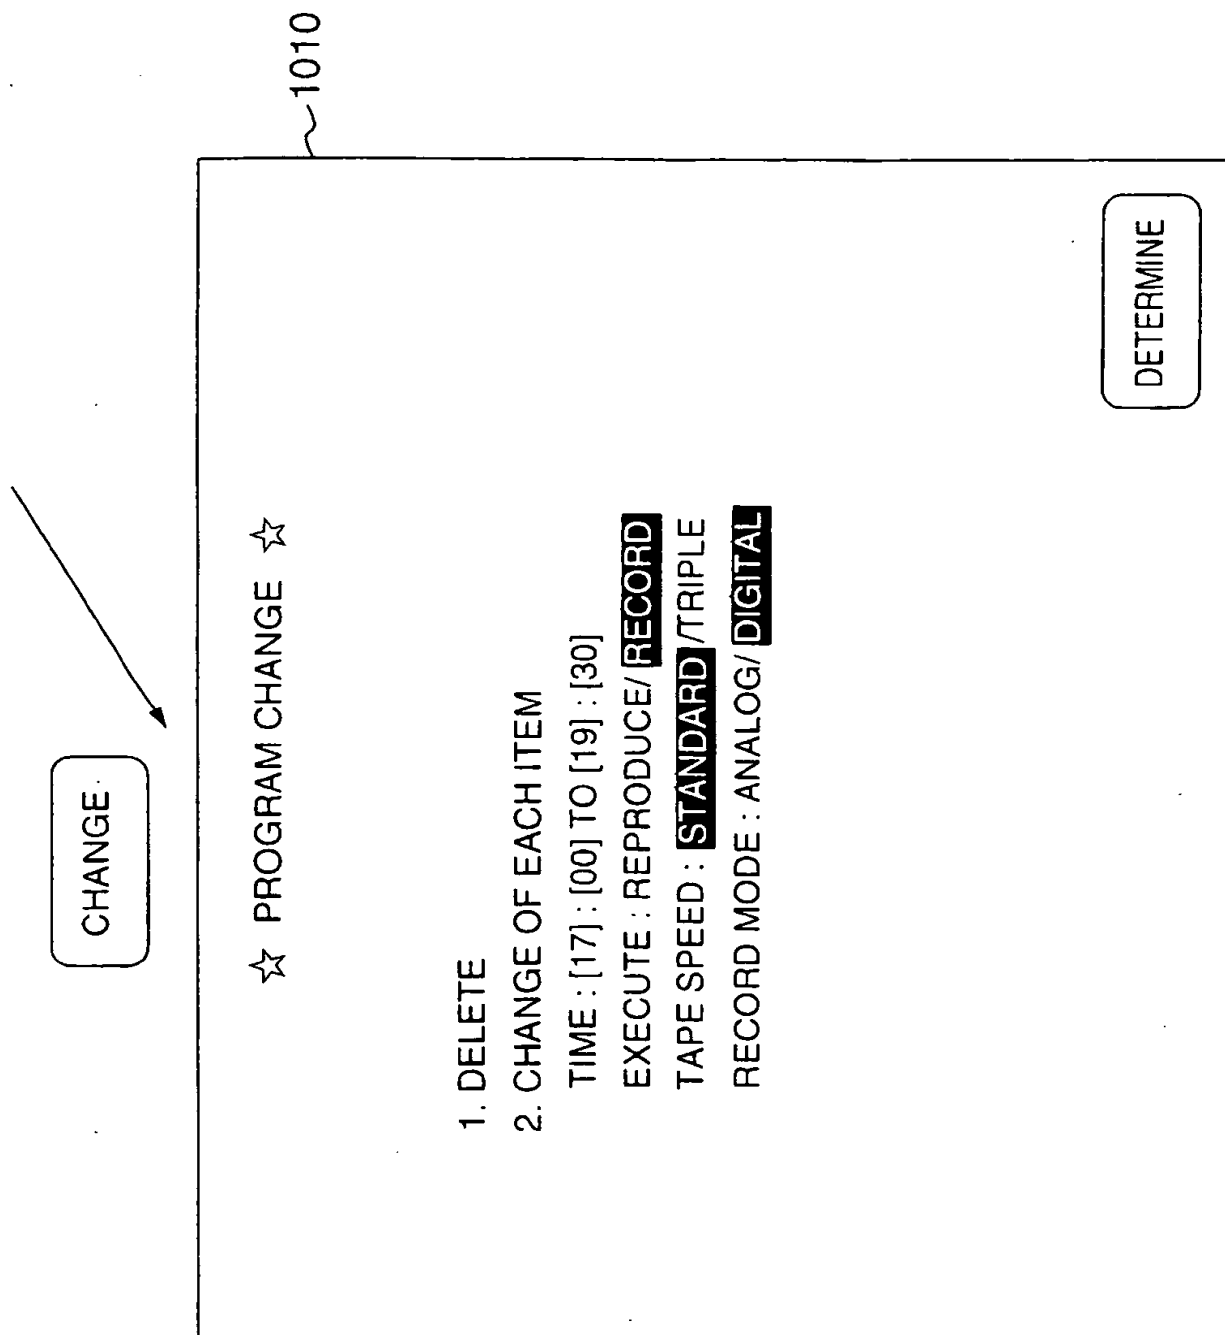 CHANGE
1010
☆ PROGRAM CHANGE ☆
1. DELETE
2. CHANGE OF EACH ITEM
TIME : [17] : [00] TO [19] : [30]
EXECUTE : REPRODUCE/ RECORD
TAPE SPEED : STANDARD /TRIPLE
RECORD MODE : ANALOG/ DIGITAL
DETERMINE